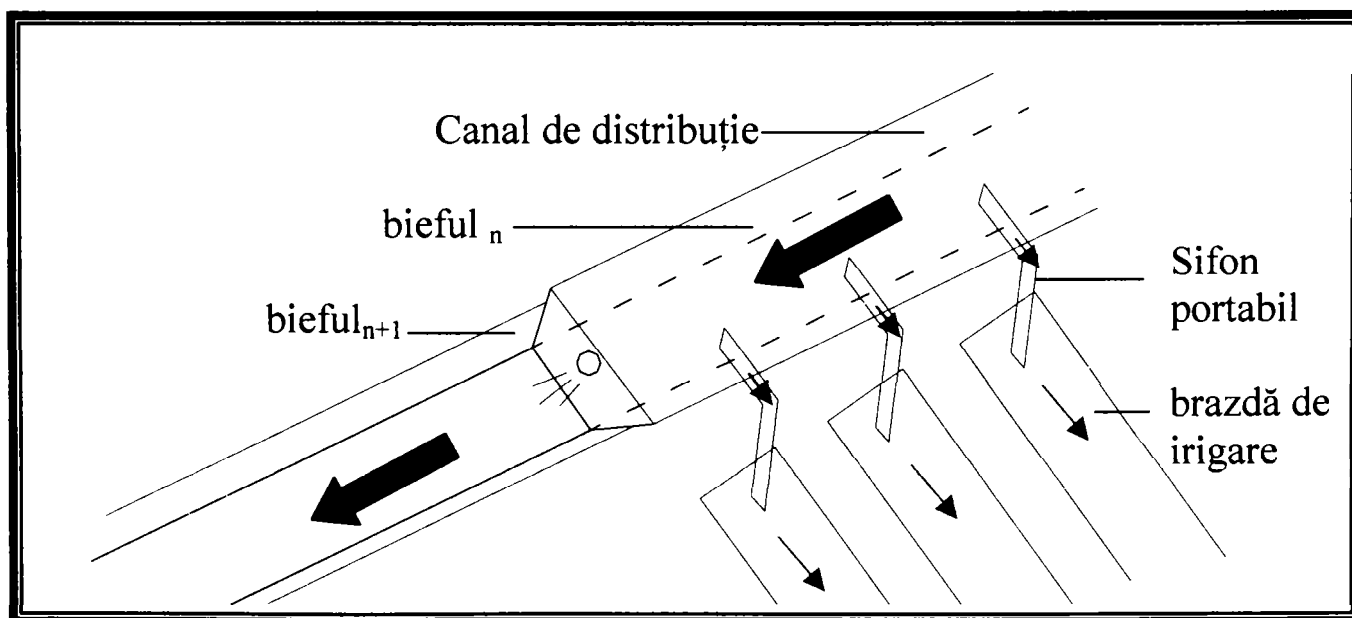 Canal de distribuție
bieful n
bieful n+1
Sifon
portabil
brazdă de
irigare